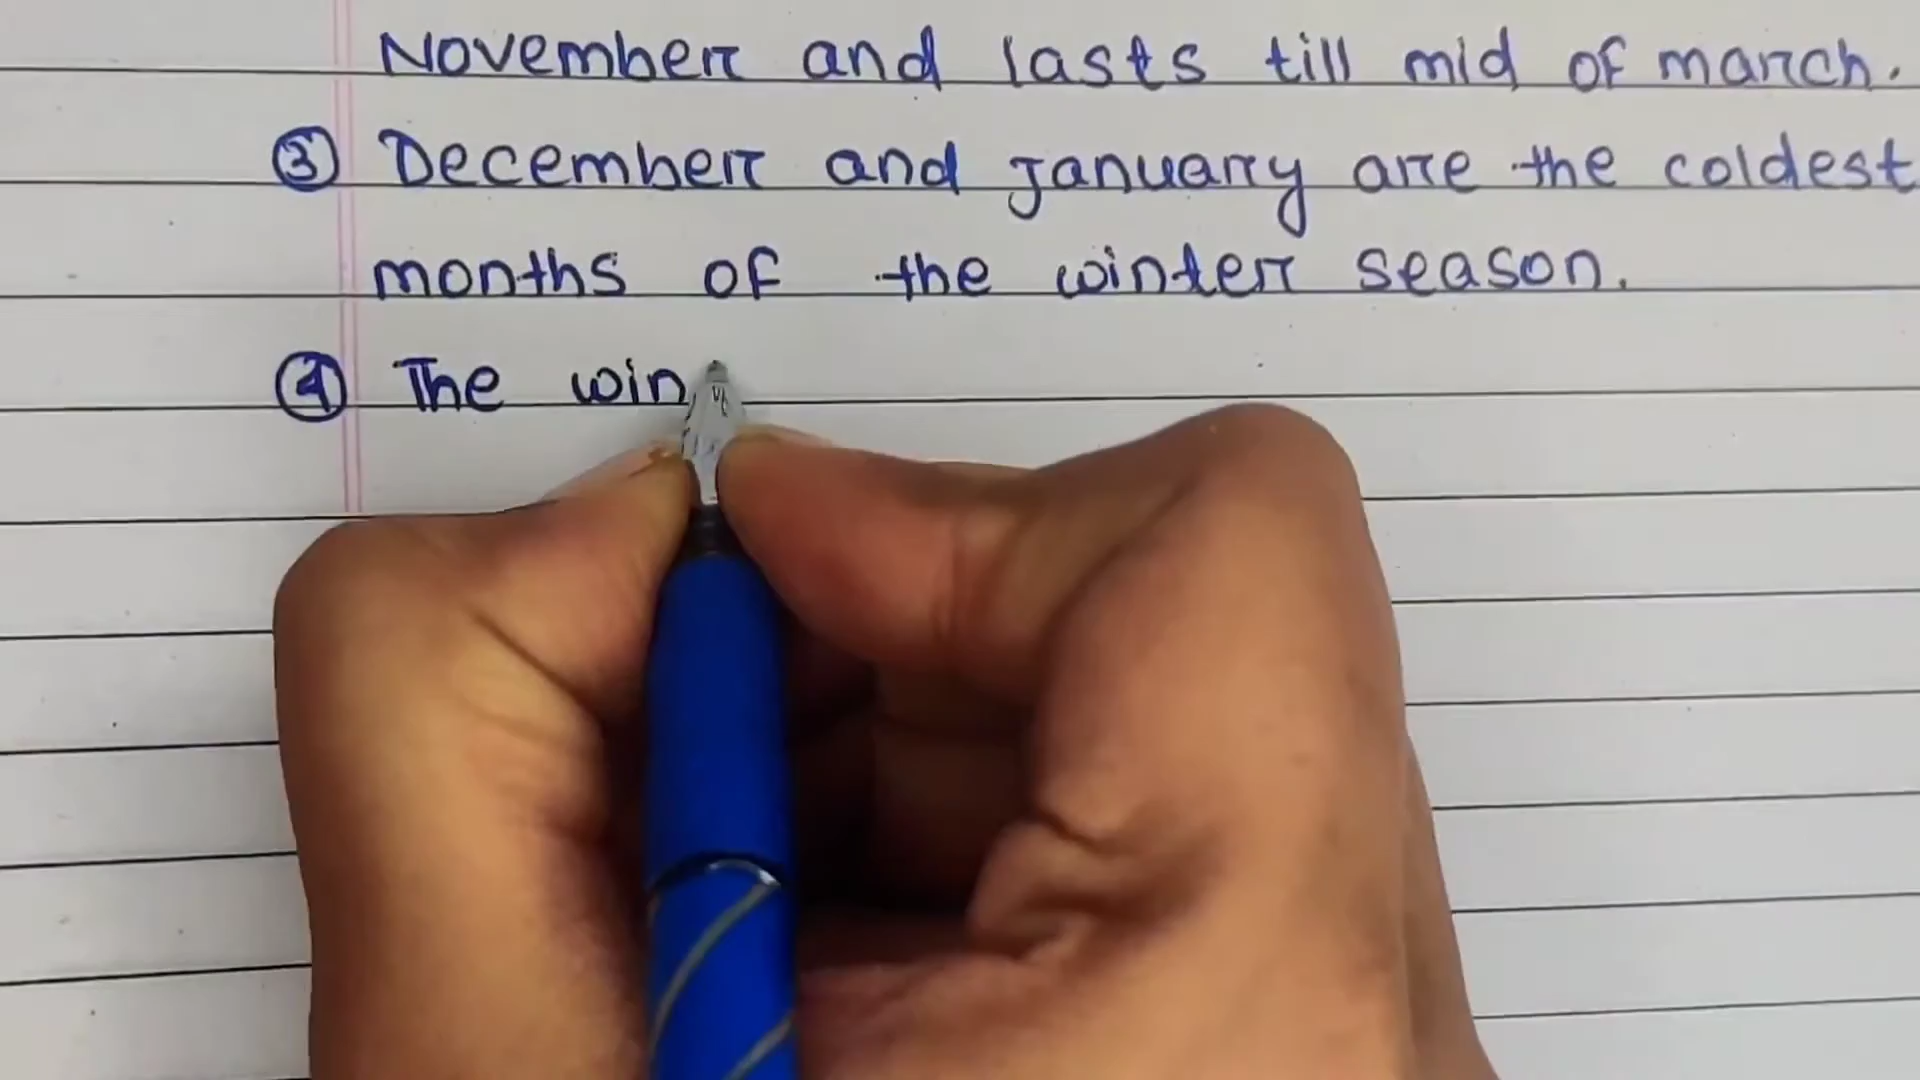 November and lasts till mid of march.
③ December and january are the coldest
months of the winter season.
④ The win